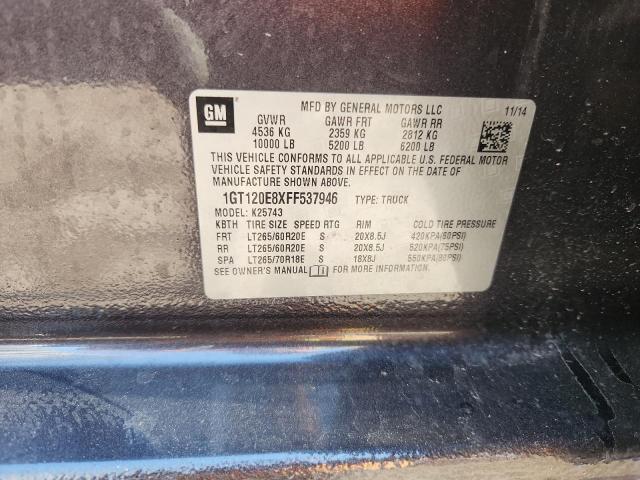 GM
MFD BY GENERAL MOTORS LLC 11/14
GVWR GAWR FRT GAWR RR
4536 KG 2359 KG 2812 KG
10000 LB 5200 LB 6200 LB
THIS VEHICLE CONFORMS TO ALL APPLICABLE U.S. FEDERAL MOTOR
VEHICLE SAFETY STANDARDS IN EFFECT ON THE DATE OF
MANUFACTURE SHOWN ABOVE.
1GT120E8XFF537946 TYPE: TRUCK
MODEL: K25743
KBTH TIRE SIZE SPEED RTG RIM COLD TIRE PRESSURE
FRT LT265/60R20E S 20X8.5J 420KPA(60PSI)
RR LT265/60R20E S 20X8.5J 520KPA(75PSI)
SPA LT265/70R18E S 18X8J 550KPA(80PSI)
SEE OWNER'S MANUAL FOR MORE INFORMATION.